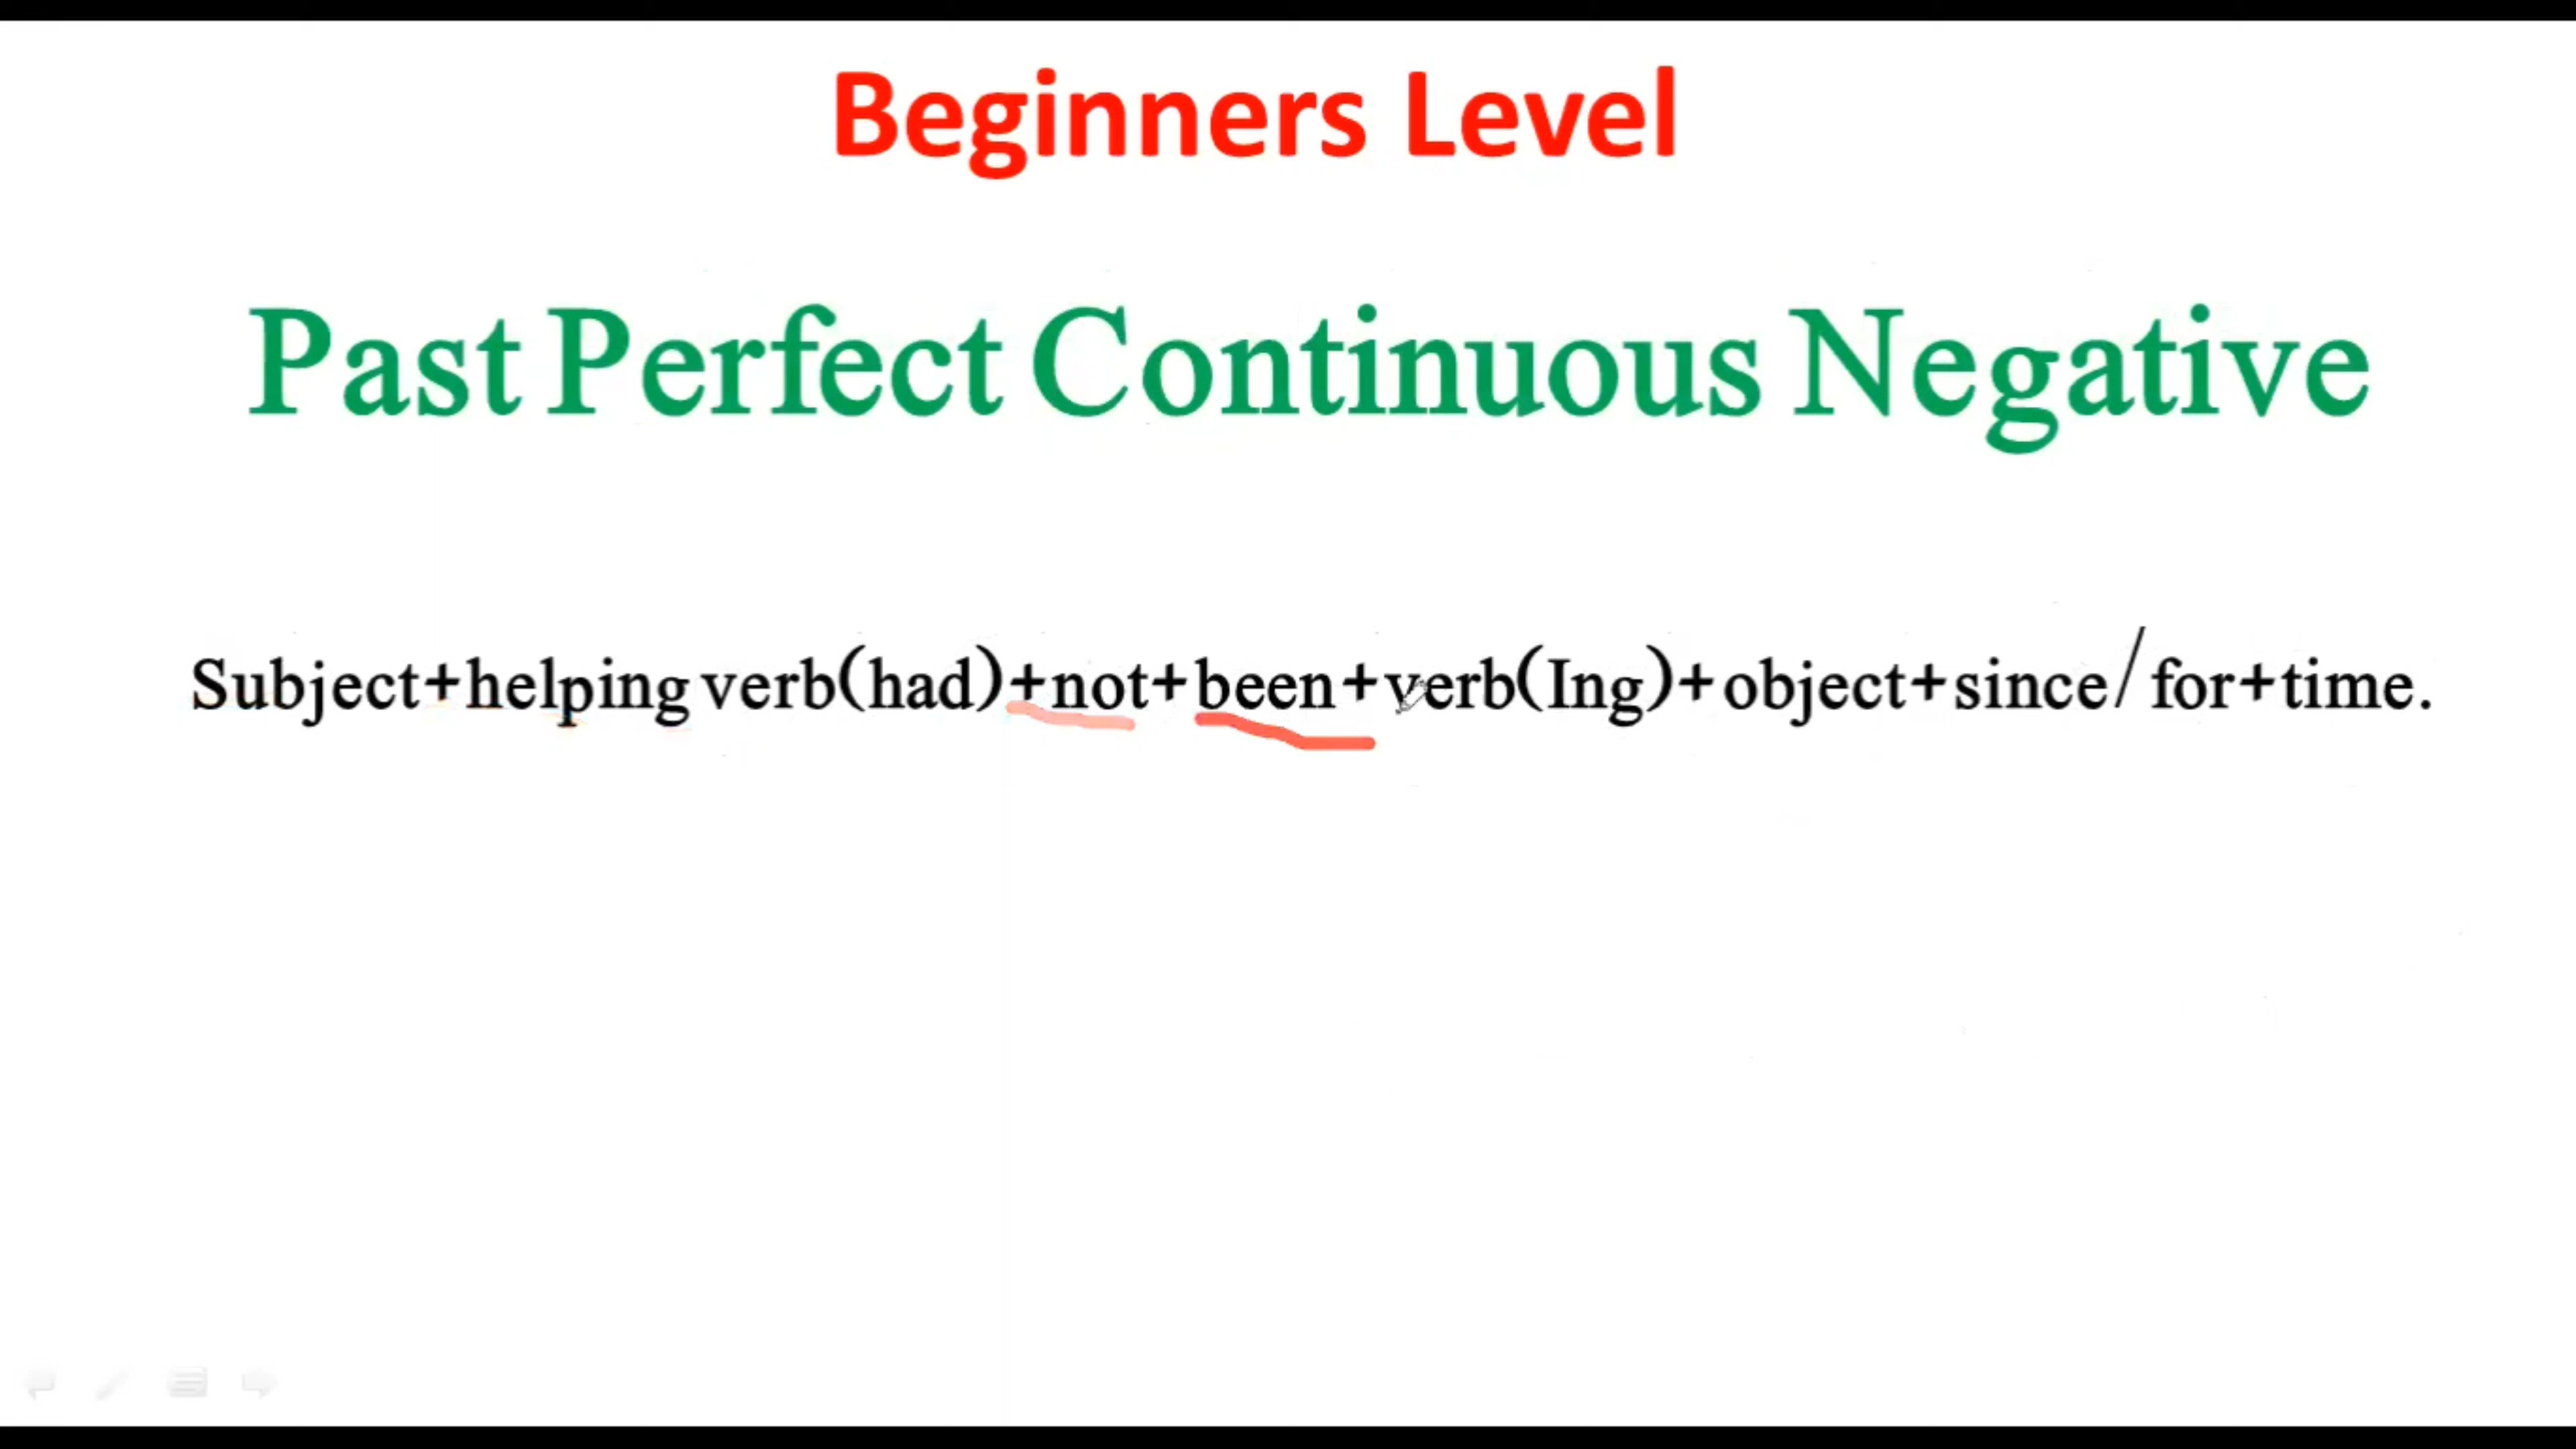 Beginners Level
Past Perfect Continuous Negative
Subject+helping verb(had)+not+been+verb(Ing)+object+since/for+time.